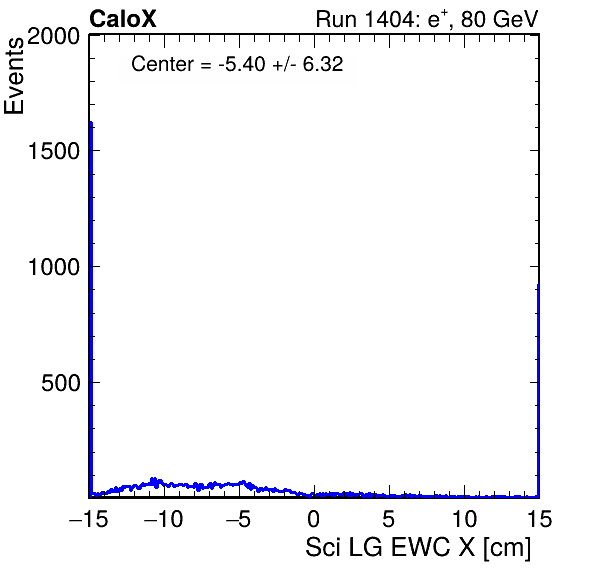 CaloX
Run 1404: e+, 80 GeV
Center = -5.40 +/- 6.32
Events
2000
1500
1000
500
−15 −10 −5 0 5 10 15
Sci LG EWC X [cm]